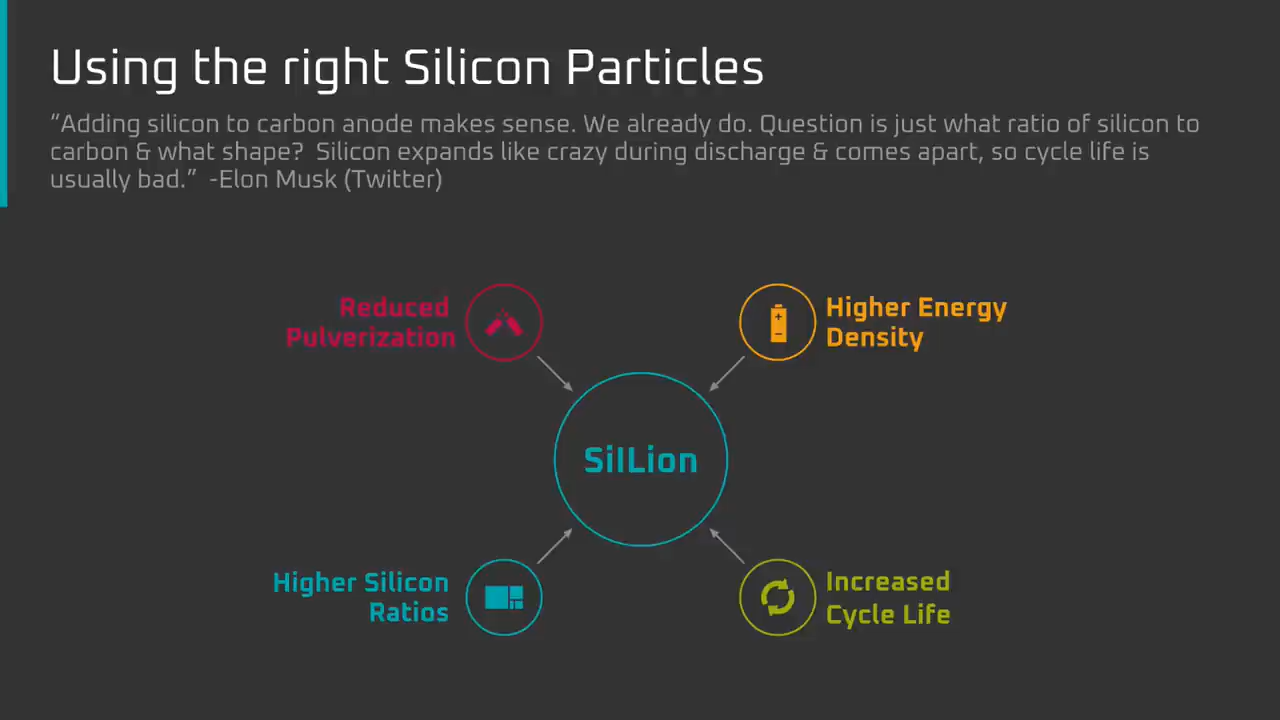 Using the right Silicon Particles
“Adding silicon to carbon anode makes sense. We already do. Question is just what ratio of silicon to
carbon & what shape?  Silicon expands like crazy during discharge & comes apart, so cycle life is
usually bad.”  -Elon Musk (Twitter)
Reduced
Pulverization
Higher Energy
Density
SilLion
Higher Silicon
Ratios
Increased
Cycle Life